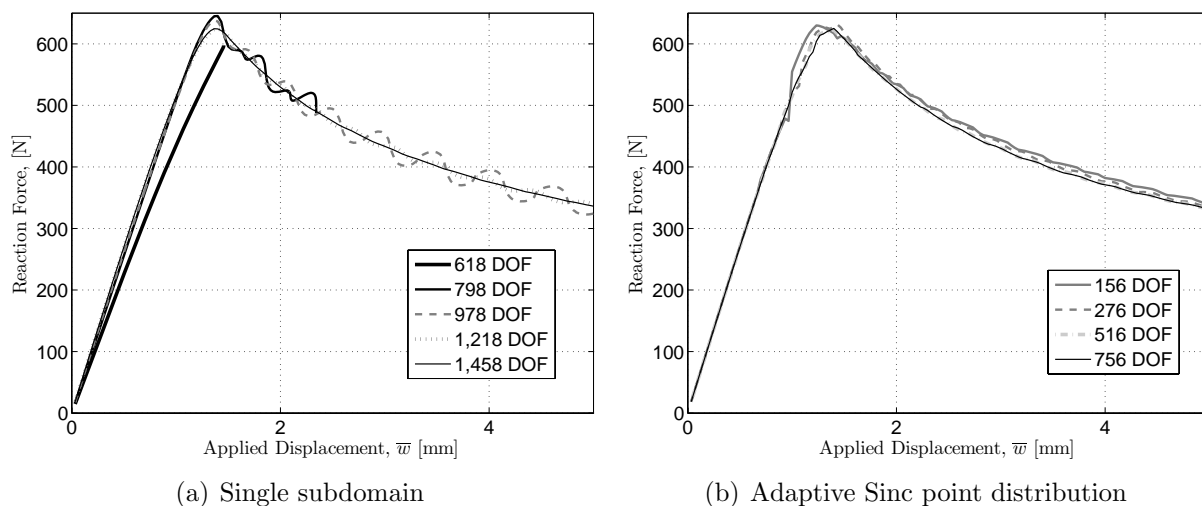 600
500
400
300
200
100
0
Reaction Force, [N]
0
2
4
Applied Displacement, w̅ [mm]
618 DOF
798 DOF
978 DOF
1,218 DOF
1,458 DOF
(a) Single subdomain
600
500
400
300
200
100
0
Reaction Force, [N]
0
2
4
Applied Displacement, w̅ [mm]
156 DOF
276 DOF
516 DOF
756 DOF
(b) Adaptive Sinc point distribution